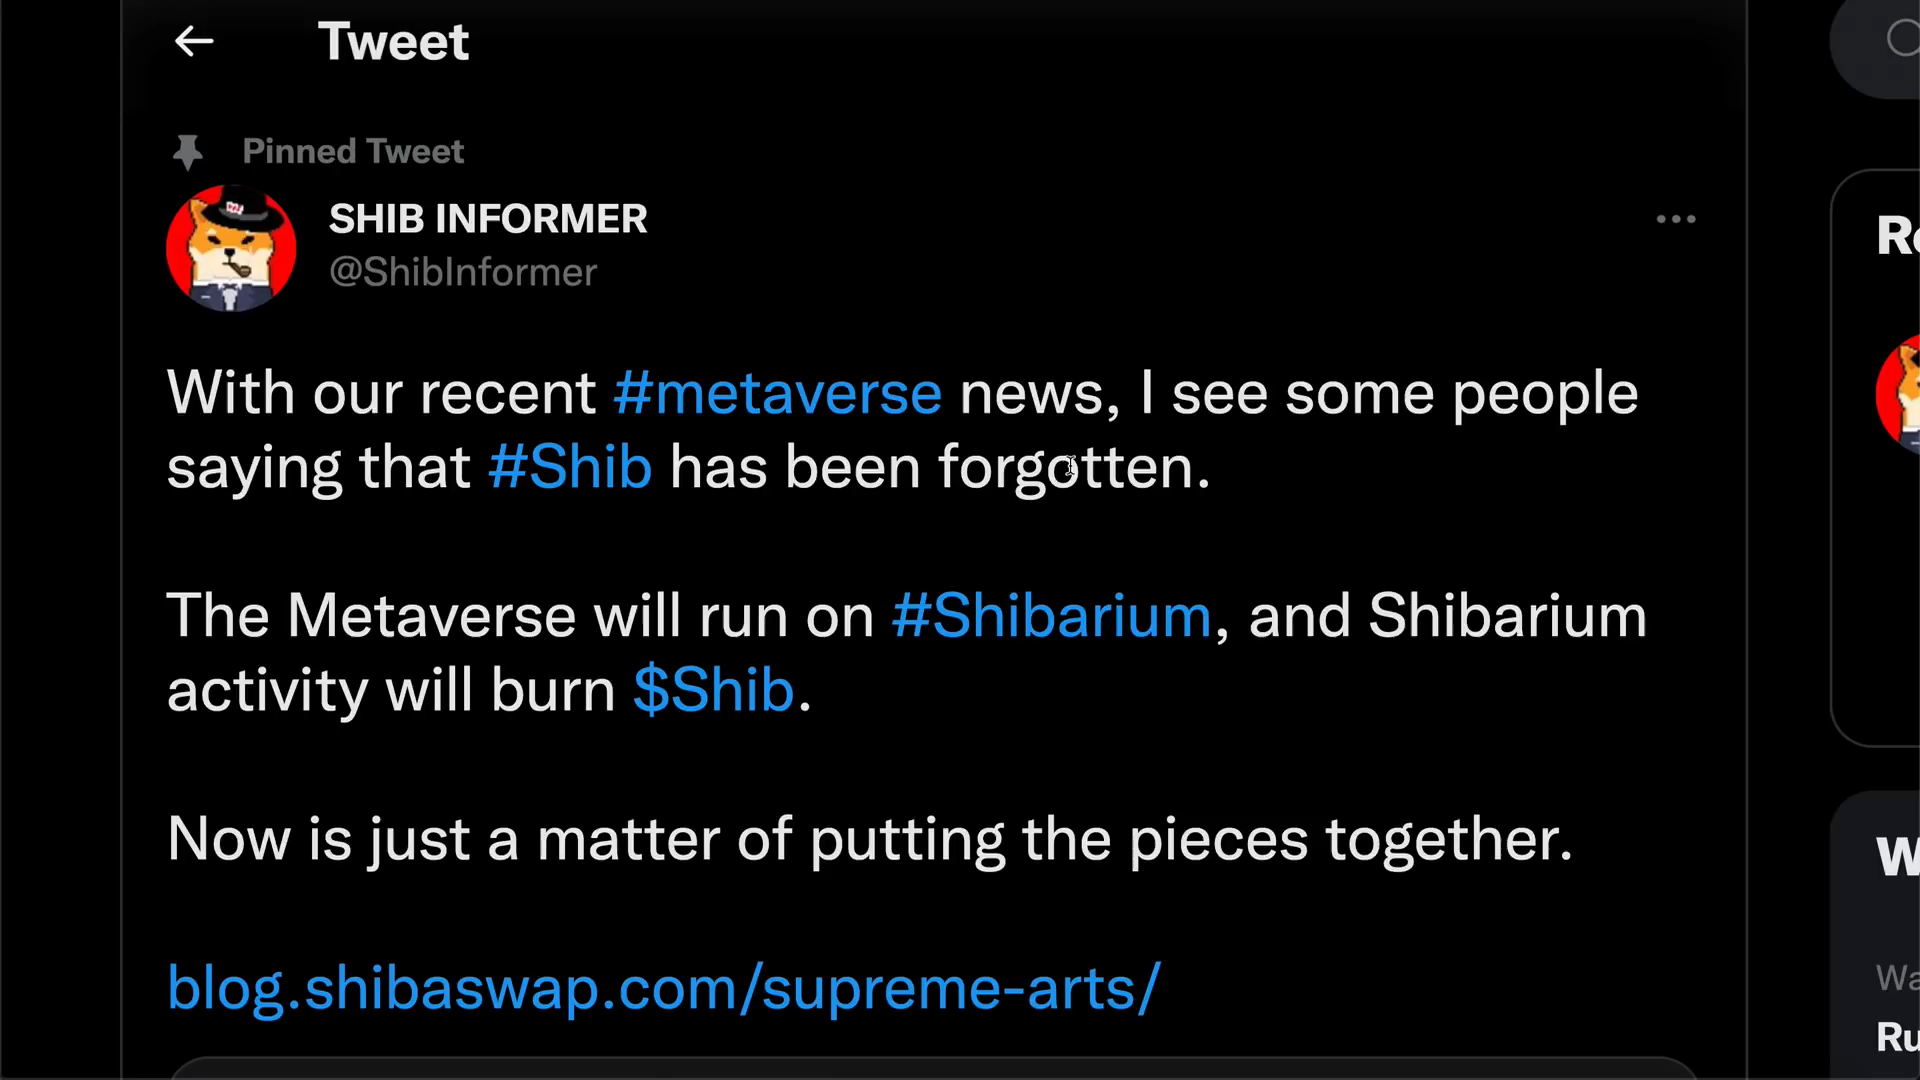 Tweet
Pinned Tweet
SHIB INFORMER
@ShibInformer
With our recent #metaverse news, I see some people
saying that #Shib has been forgotten.
The Metaverse will run on #Shibarium, and Shibarium
activity will burn $Shib.
Now is just a matter of putting the pieces together.
blog.shibaswap.com/supreme-arts/